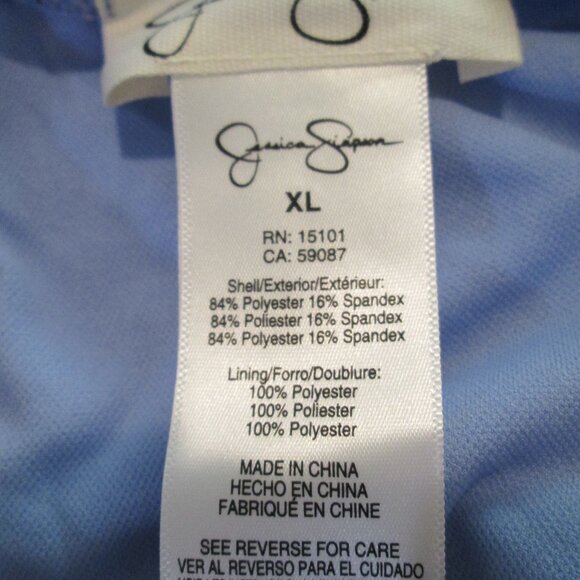 Jessica Simpson
XL
RN: 15101
CA: 59087
Shell/Exterior/Extérieur:
84% Polyester 16% Spandex
84% Poliester 16% Spandex
84% Polyester 16% Spandex
Lining/Forro/Doublure:
100% Polyester
100% Poliester
100% Polyester
MADE IN CHINA
HECHO EN CHINA
FABRIQUÉ EN CHINE
SEE REVERSE FOR CARE
VER AL REVERSO PARA EL CUIDADO